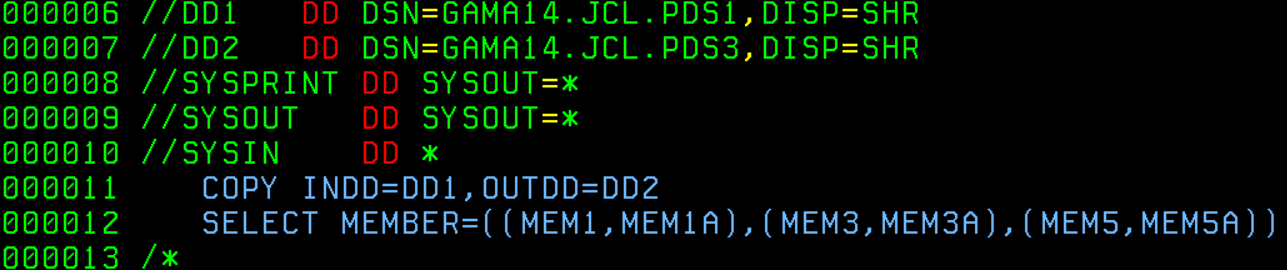 000006 //DD1   DD DSN=GAMA14.JCL.PDS1,DISP=SHR
000007 //DD2   DD DSN=GAMA14.JCL.PDS3,DISP=SHR
000008 //SYSPRINT DD SYSOUT=*
000009 //SYSOUT   DD SYSOUT=*
000010 //SYSIN    DD *
000011    COPY INDD=DD1,OUTDD=DD2
000012    SELECT MEMBER=((MEM1,MEM1A),(MEM3,MEM3A),(MEM5,MEM5A))
000013 /*